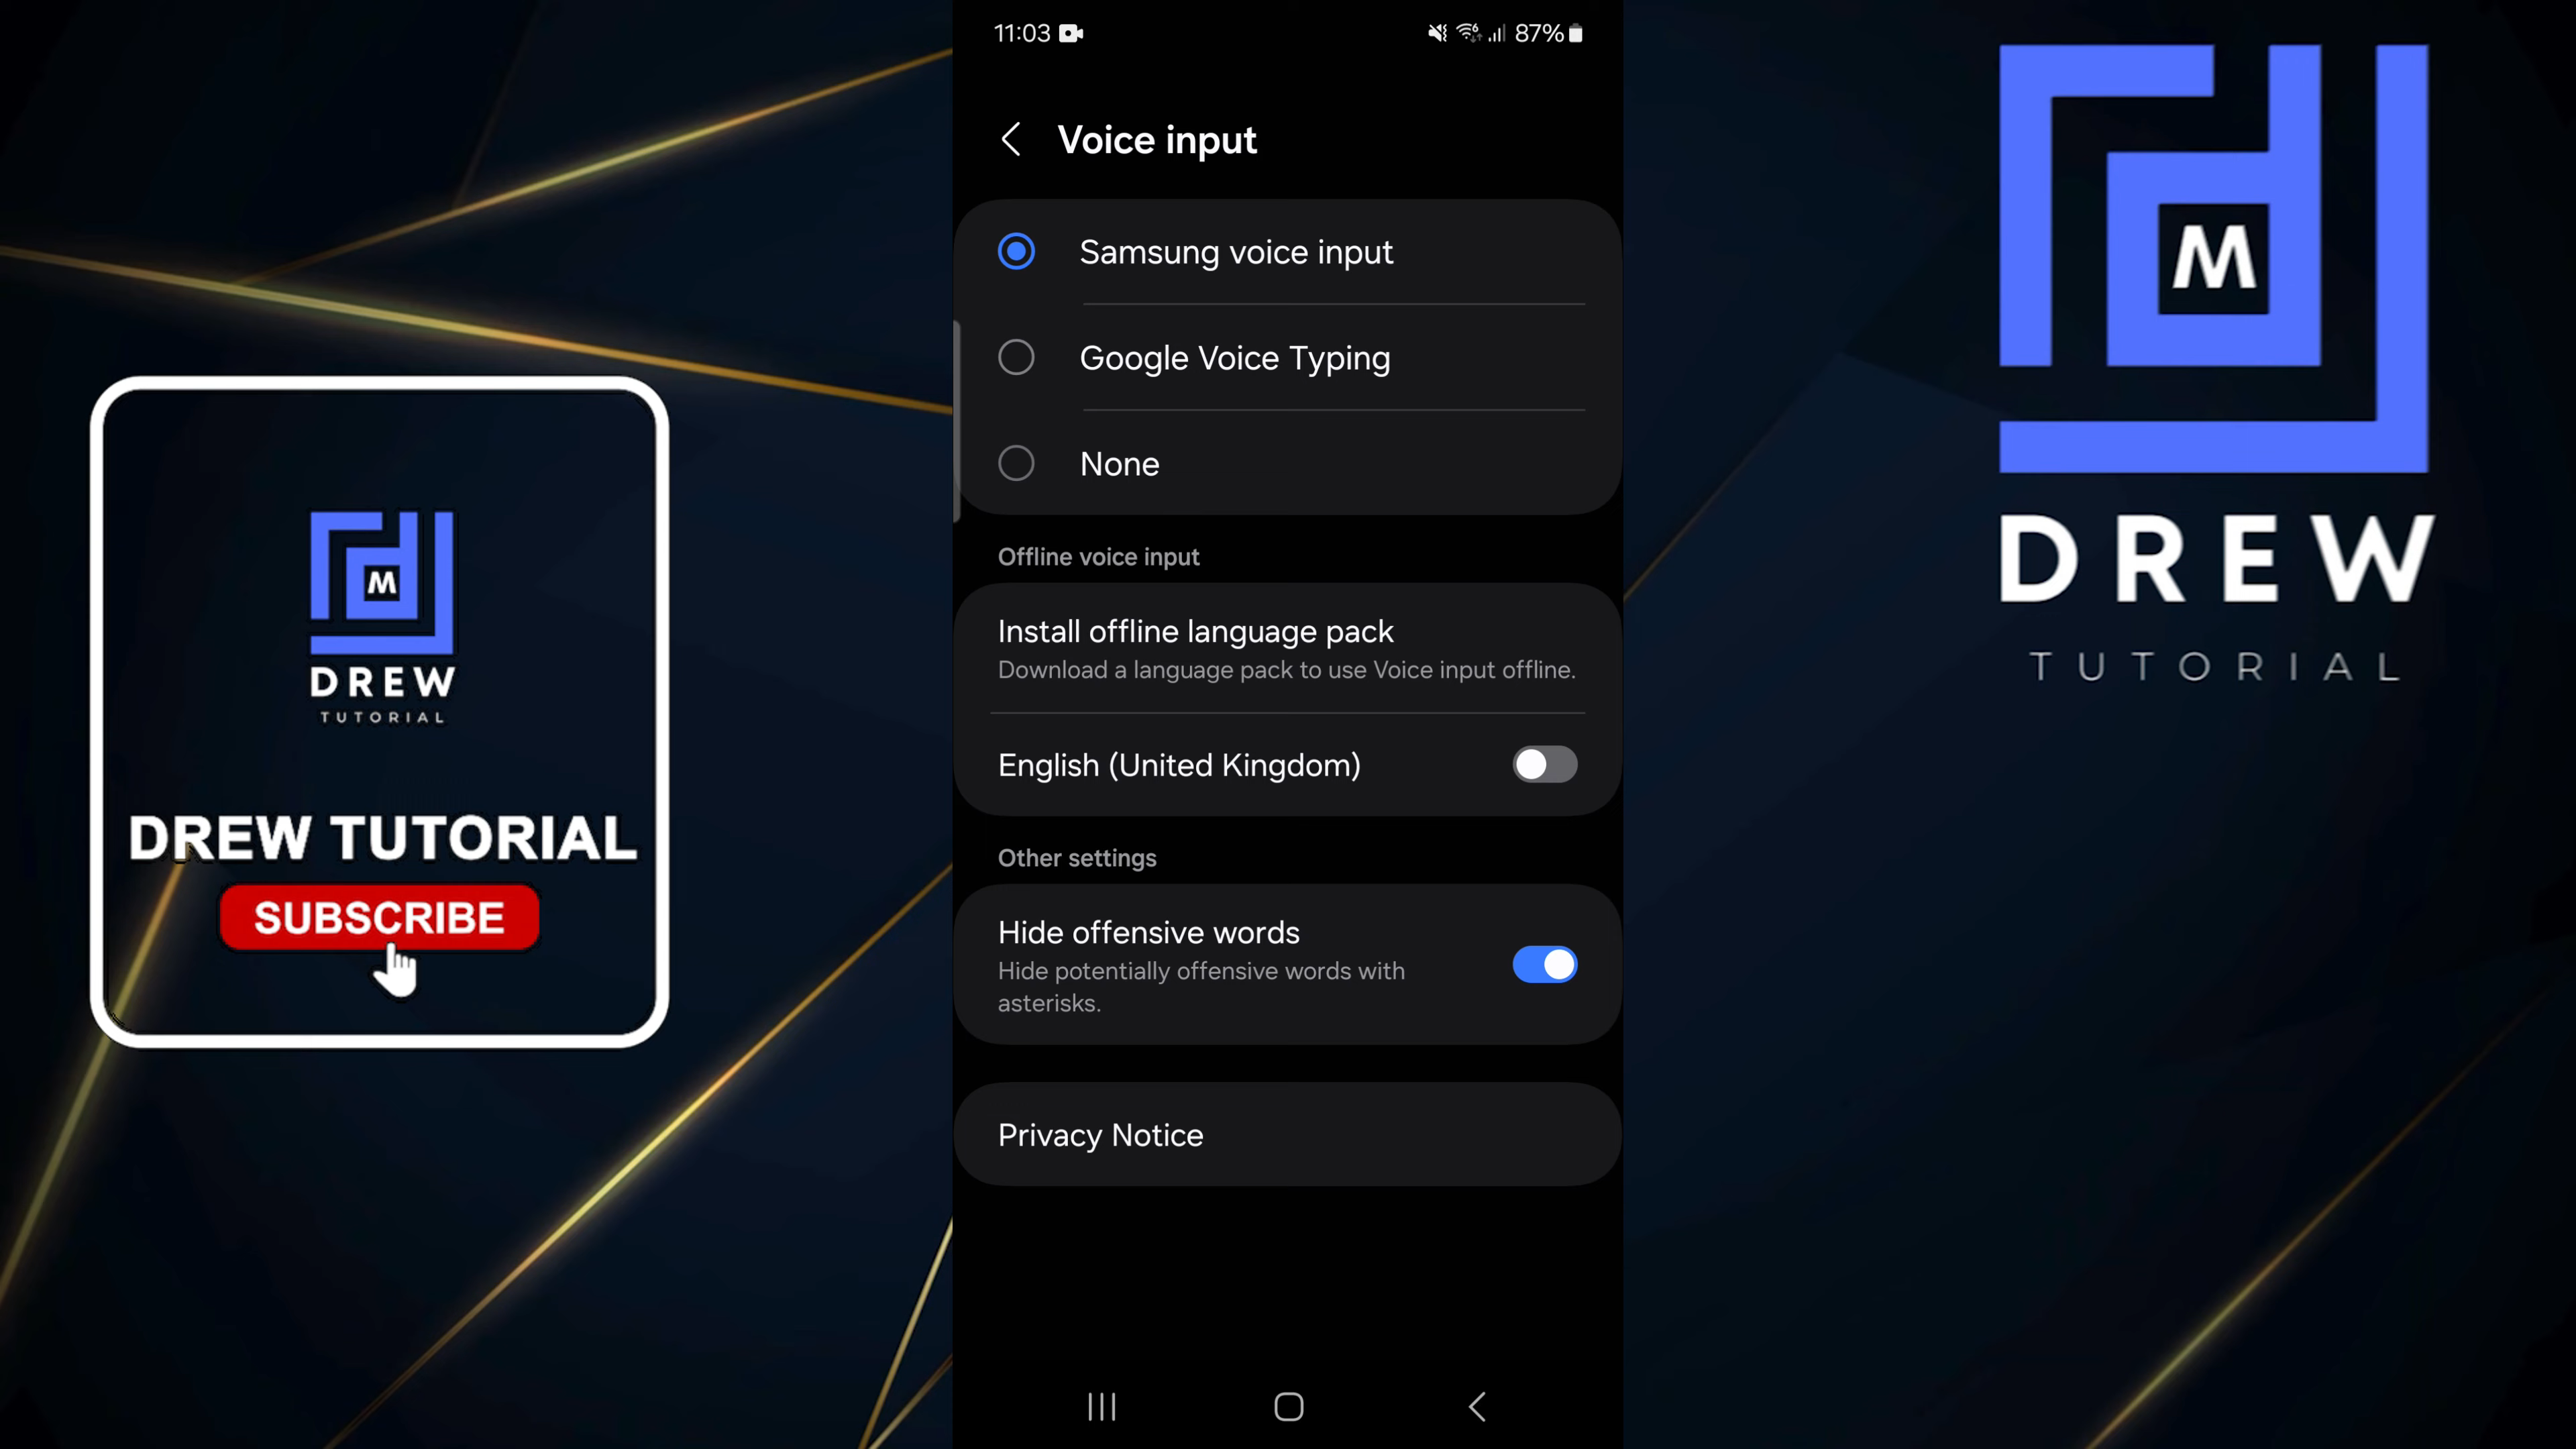 M
DREW
TUTORIAL
DREW TUTORIAL
SUBSCRIBE
11:03
87%
Voice input
Samsung voice input
Google Voice Typing
None
Offline voice input
Install offline language pack
Download a language pack to use Voice input offline.
English (United Kingdom)
Other settings
Hide offensive words
Hide potentially offensive words with
asterisks.
Privacy Notice
M
DREW
TUTORIAL